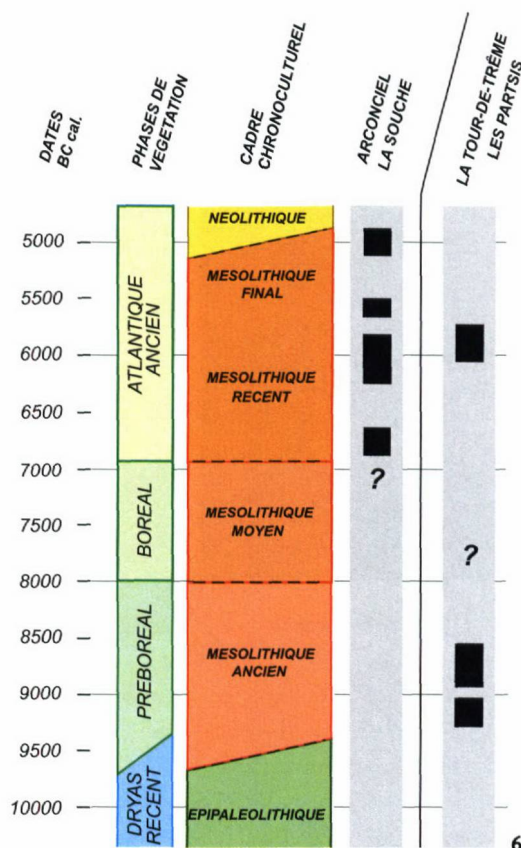 DATES
BC cal.
PHASES DE
VEGETATION
CADRE
CHRONOCULTUREL
ARCONCIEL
LA SOUCHE
LA TOUR-DE-TRÊME
LES PARTSIS
5000
5500
6000
6500
7000
7500
8000
8500
9000
9500
10000
ATLANTIQUE
ANCIEN
BOREAL
PREBOREAL
DRYAS
RECENT
NEOLITHIQUE
MESOLITHIQUE
FINAL
MESOLITHIQUE
RECENT
MESOLITHIQUE
MOYEN
MESOLITHIQUE
ANCIEN
EPIPALEOLITHIQUE
?
?
6